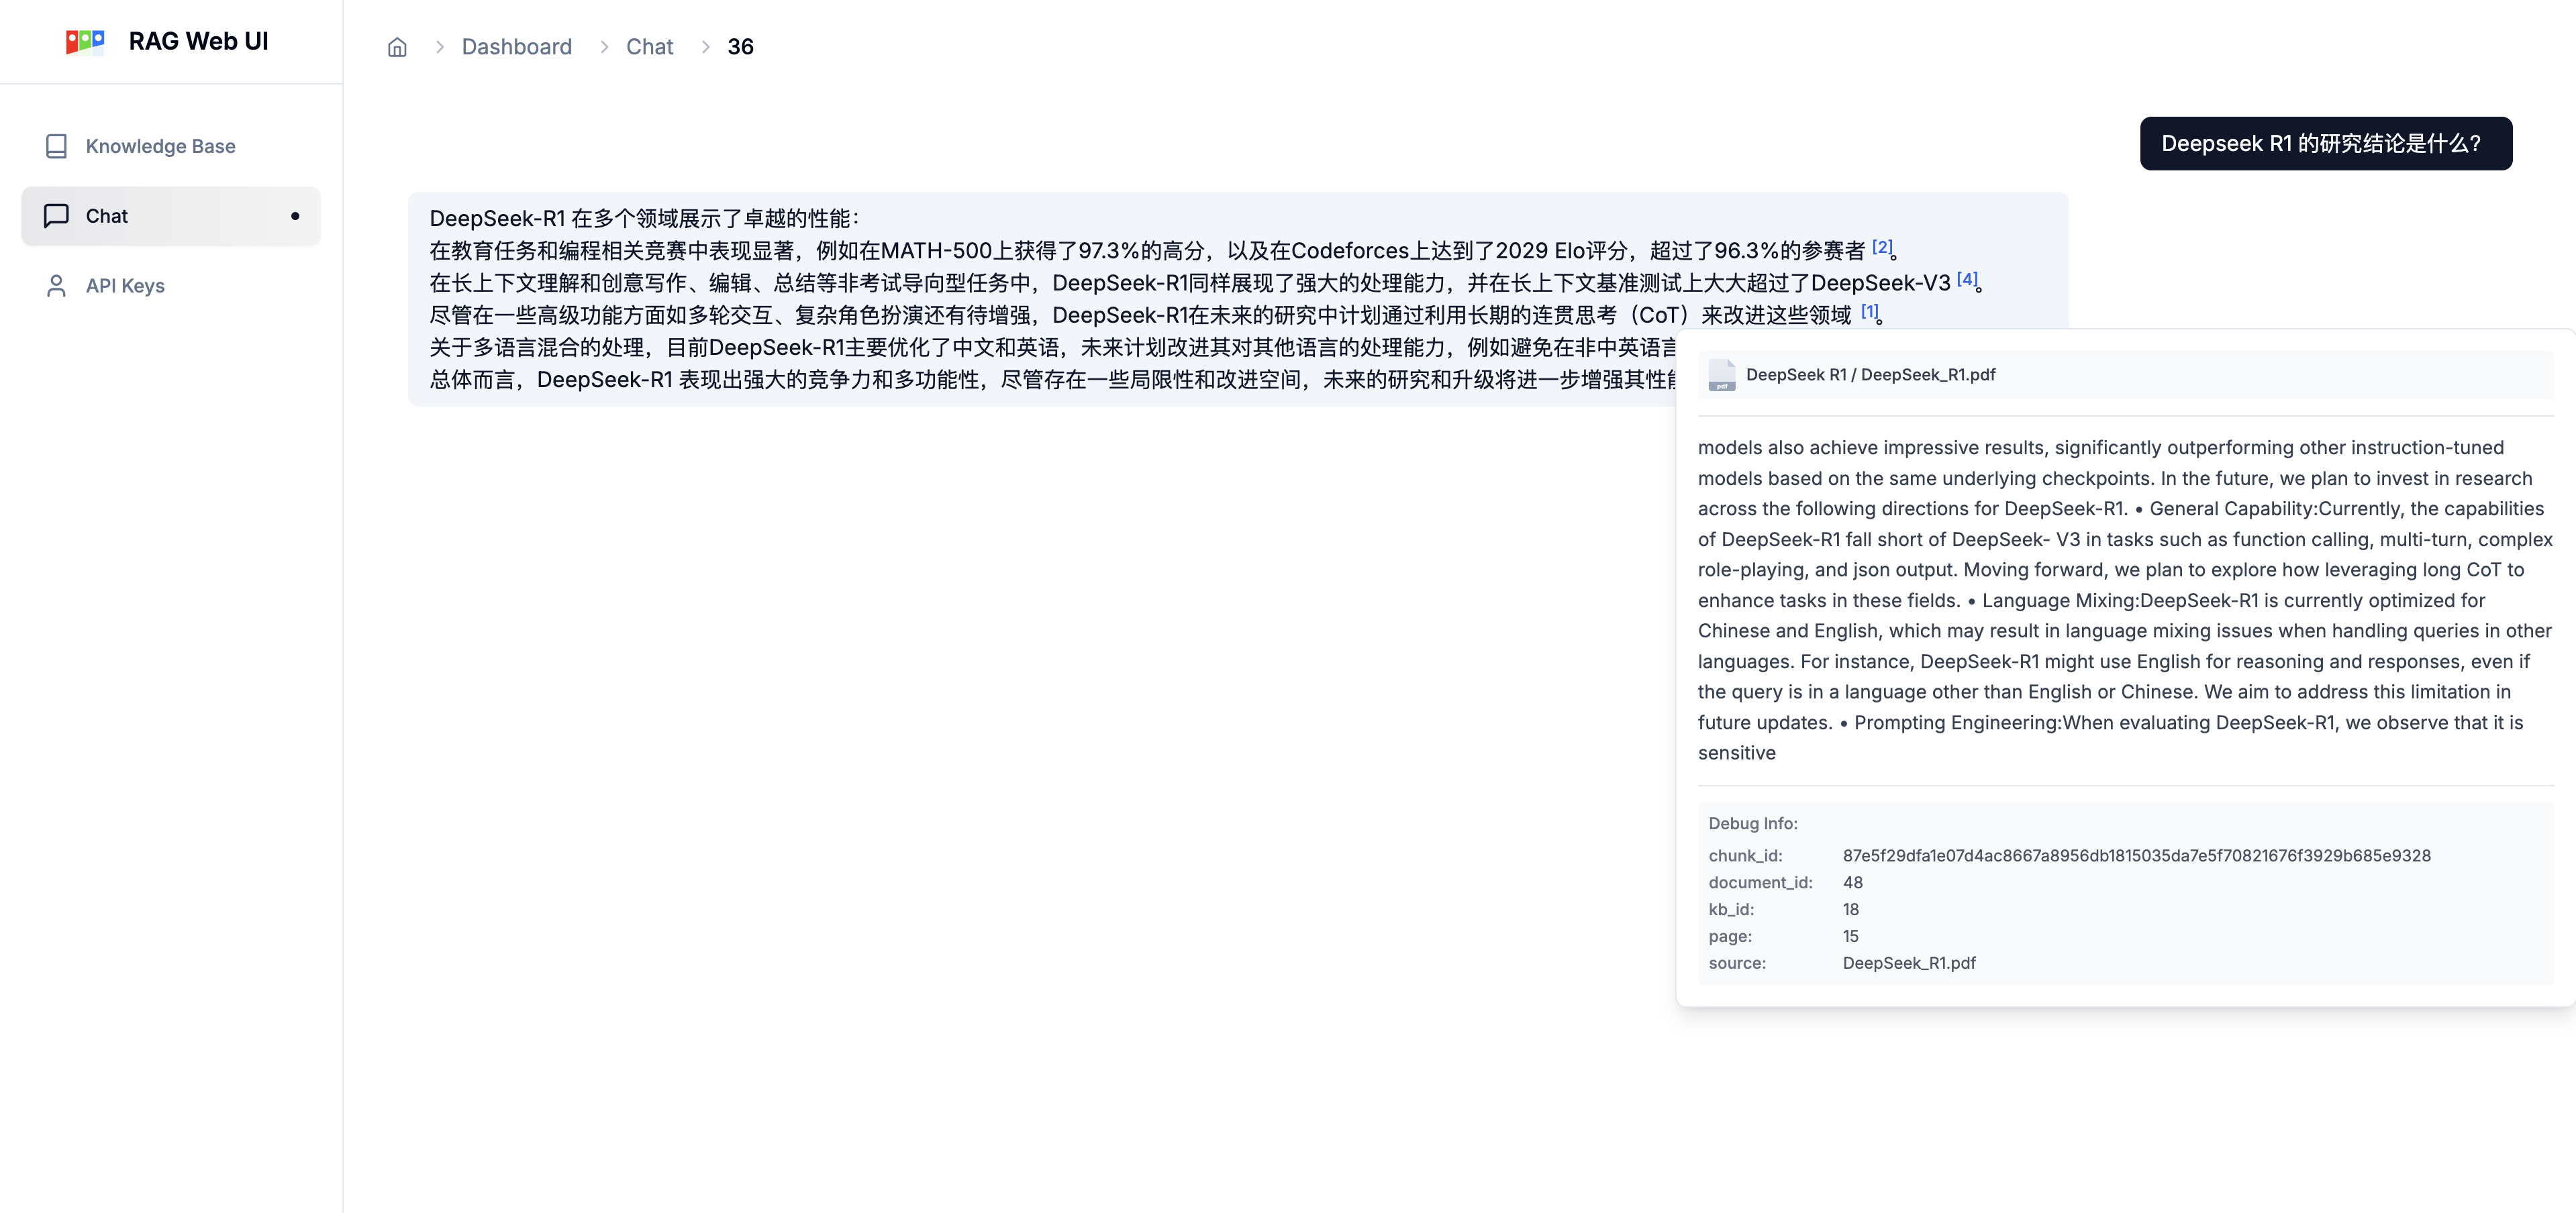 RAG Web UI
Dashboard Chat 36
Knowledge Base
Chat
API Keys
Deepseek R1 的研究结论是什么？
DeepSeek-R1 在多个领域展示了卓越的性能：
在教育任务和编程相关竞赛中表现显著，例如在MATH-500上获得了97.3%的高分，以及在Codeforces上达到了2029 Elo评分，超过了96.3%的参赛者 [2]。
在长上下文理解和创意写作、编辑、总结等非考试导向型任务中，DeepSeek-R1同样展现了强大的处理能力，并在长上下文基准测试上大大超过了DeepSeek-V3 [4]。
尽管在一些高级功能方面如多轮交互、复杂角色扮演还有待增强，DeepSeek-R1在未来的研究中计划通过利用长期的连贯思考（CoT）来改进这些领域 [1]。
关于多语言混合的处理，目前DeepSeek-R1主要优化了中文和英语，未来计划改进其对其他语言的处理能力，例如避免在非中英语言
总体而言，DeepSeek-R1 表现出强大的竞争力和多功能性，尽管存在一些局限性和改进空间，未来的研究和升级将进一步增强其性能
pdf
DeepSeek R1 / DeepSeek_R1.pdf
models also achieve impressive results, significantly outperforming other instruction-tuned
models based on the same underlying checkpoints. In the future, we plan to invest in research
across the following directions for DeepSeek-R1. • General Capability:Currently, the capabilities
of DeepSeek-R1 fall short of DeepSeek- V3 in tasks such as function calling, multi-turn, complex
role-playing, and json output. Moving forward, we plan to explore how leveraging long CoT to
enhance tasks in these fields. • Language Mixing:DeepSeek-R1 is currently optimized for
Chinese and English, which may result in language mixing issues when handling queries in other
languages. For instance, DeepSeek-R1 might use English for reasoning and responses, even if
the query is in a language other than English or Chinese. We aim to address this limitation in
future updates. • Prompting Engineering:When evaluating DeepSeek-R1, we observe that it is
sensitive
Debug Info:
chunk_id: 87e5f29dfa1e07d4ac8667a8956db1815035da7e5f70821676f3929b685e9328
document_id: 48
kb_id: 18
page: 15
source: DeepSeek_R1.pdf